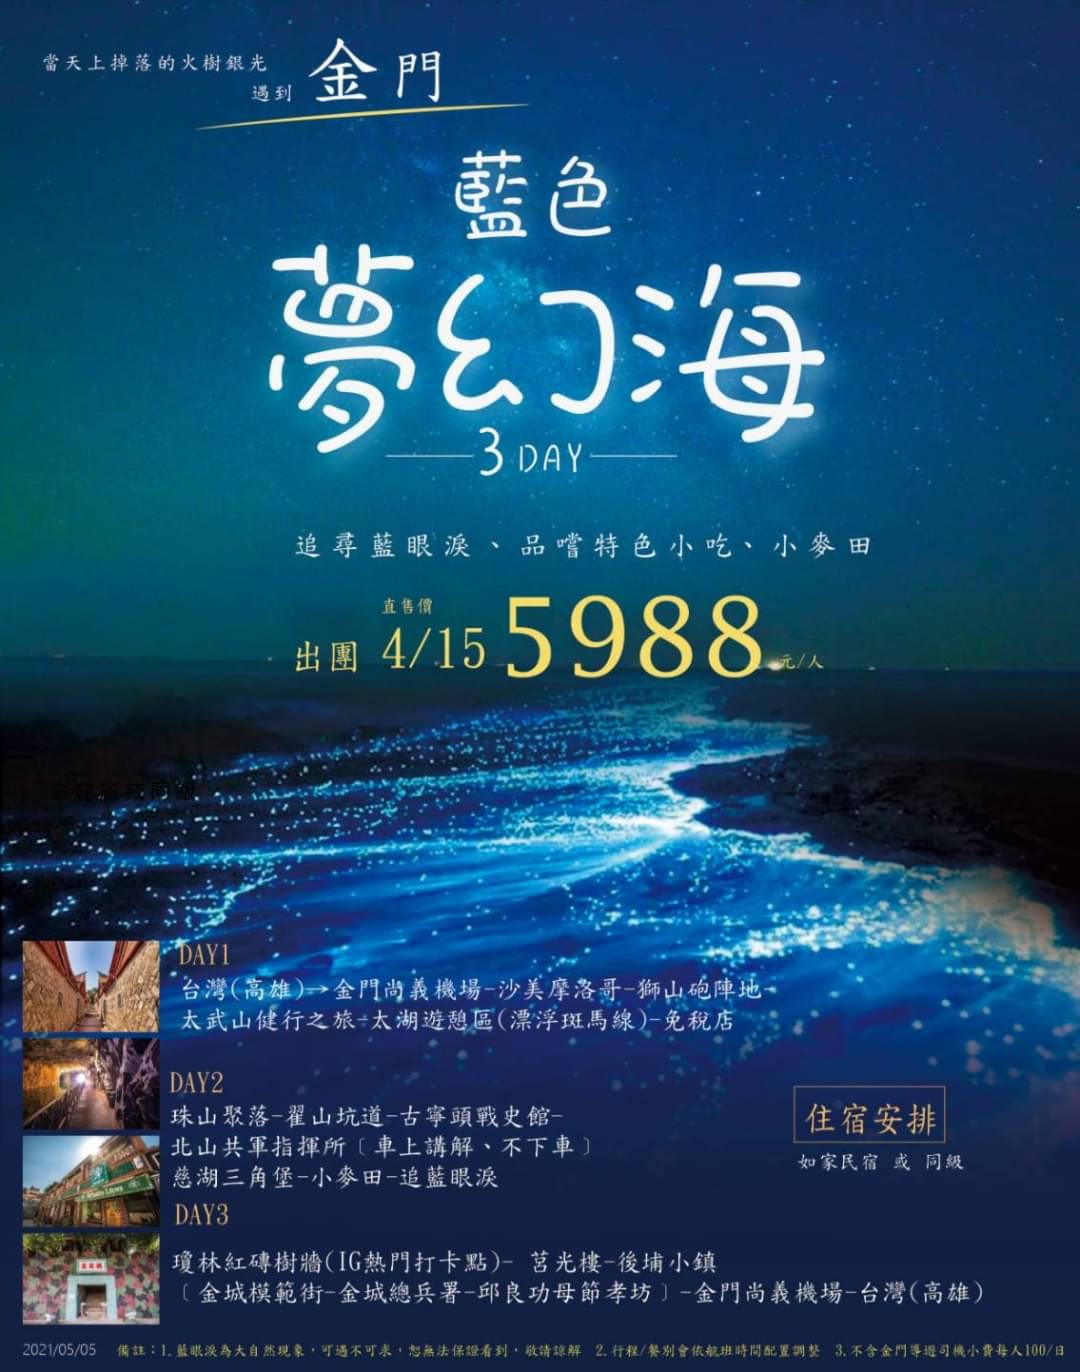 當天上掉落的火樹銀光
遇到 金門
藍色
夢幻海
3 DAY
追尋藍眼淚、品嚐特色小吃、小麥田
直售價
出團 4/15 5988 元/人
DAY1
台灣(高雄)→金門尚義機場-沙美摩洛哥-獅山砲陣地-
太武山健行之旅-太湖遊憩區(漂浮斑馬線)-免稅店
DAY2
珠山聚落-翟山坑道-古寧頭戰史館-
北山共軍指揮所〔車上講解、不下車〕
慈湖三角堡-小麥田-追藍眼淚
住宿安排
如家民宿 或 同級
DAY3
瓊林紅磚樹牆(IG熱門打卡點)- 莒光樓-後埔小鎮
〔金城模範街-金城總兵署-邱良功母節孝坊〕-金門尚義機場-台灣(高雄)
2021/05/05 備註：1.藍眼淚為大自然現象，可遇不可求，恕無法保證看到，敬請諒解 2.行程/餐別會依航班時間配置調整 3.不含金門導遊司機小費每人100/日